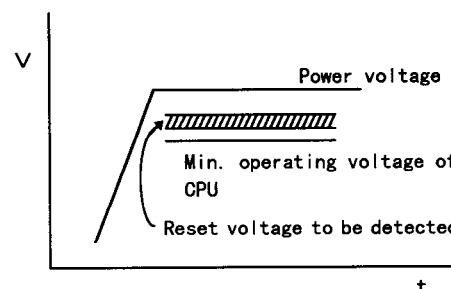 V
Power voltage
Min. operating voltage of
CPU
Reset voltage to be detected
t